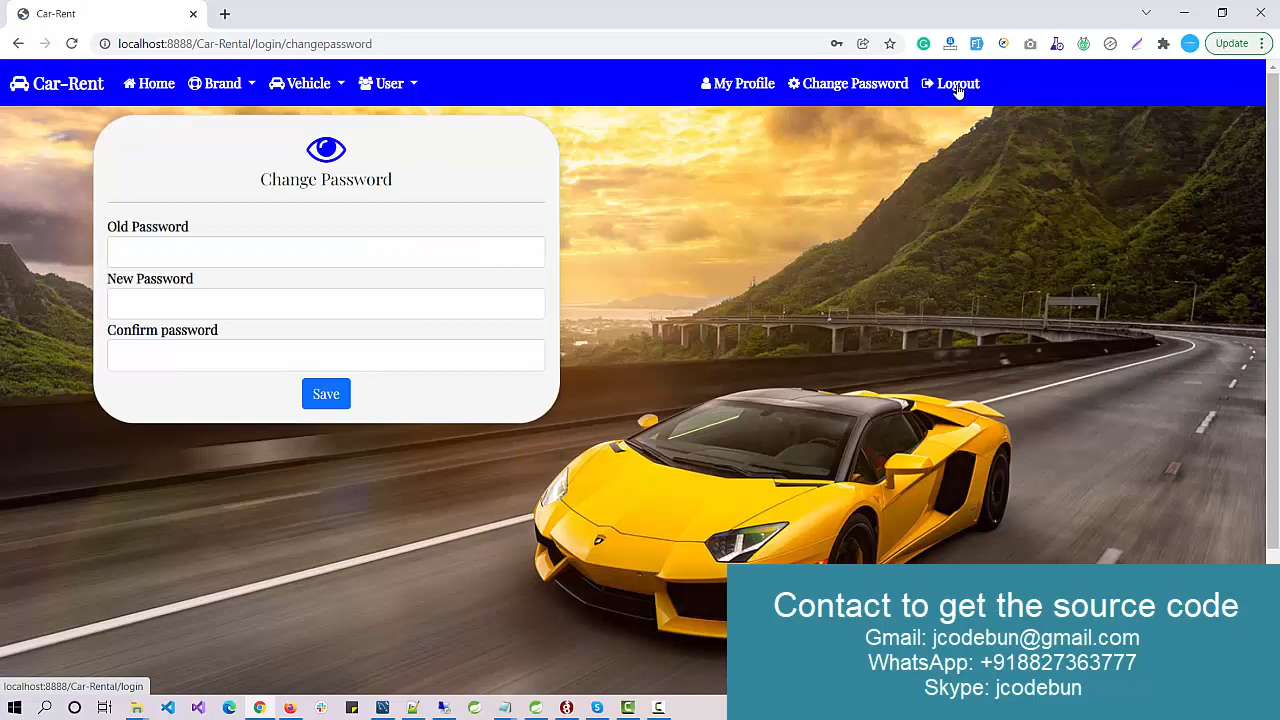 Car-Rent
localhost:8888/Car-Rental/login/changepassword
Update
Car-Rent Home Brand Vehicle User My Profile Change Password Logout
Change Password
Old Password
New Password
Confirm password
Save
Contact to get the source code
Gmail: jcodebun@gmail.com
WhatsApp: +918827363777
Skype: jcodebun
localhost:8888/Car-Rental/login